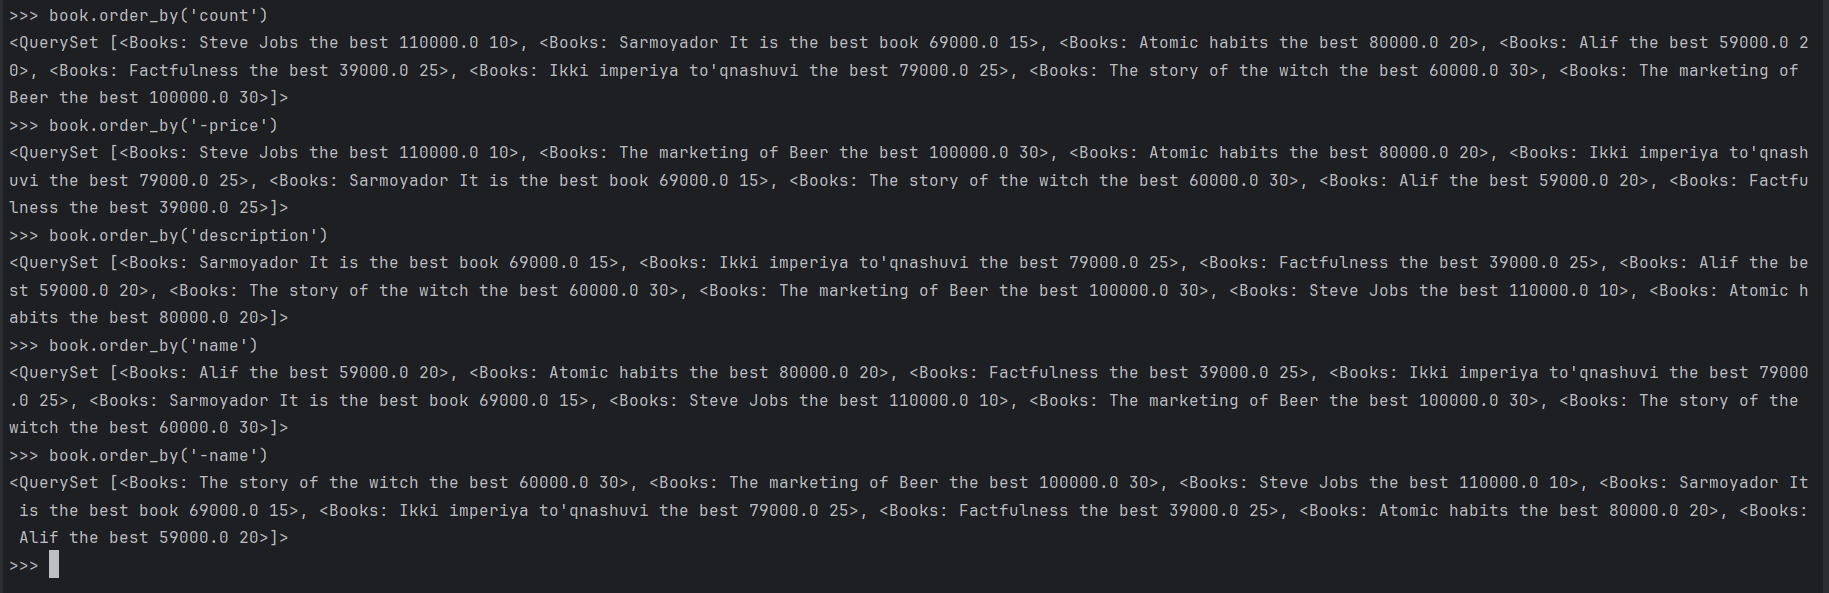 >>> book.order_by('count')
<QuerySet [<Books: Steve Jobs the best 110000.0 10>, <Books: Sarmoyador It is the best book 69000.0 15>, <Books: Atomic habits the best 80000.0 20>, <Books: Alif the best 59000.0 2
0>, <Books: Factfulness the best 39000.0 25>, <Books: Ikki imperiya to'qnashuvi the best 79000.0 25>, <Books: The story of the witch the best 60000.0 30>, <Books: The marketing of
Beer the best 100000.0 30>]>
>>> book.order_by('-price')
<QuerySet [<Books: Steve Jobs the best 110000.0 10>, <Books: The marketing of Beer the best 100000.0 30>, <Books: Atomic habits the best 80000.0 20>, <Books: Ikki imperiya to'qnash
uvi the best 79000.0 25>, <Books: Sarmoyador It is the best book 69000.0 15>, <Books: The story of the witch the best 60000.0 30>, <Books: Alif the best 59000.0 20>, <Books: Factfu
lness the best 39000.0 25>]>
>>> book.order_by('description')
<QuerySet [<Books: Sarmoyador It is the best book 69000.0 15>, <Books: Ikki imperiya to'qnashuvi the best 79000.0 25>, <Books: Factfulness the best 39000.0 25>, <Books: Alif the be
st 59000.0 20>, <Books: The story of the witch the best 60000.0 30>, <Books: The marketing of Beer the best 100000.0 30>, <Books: Steve Jobs the best 110000.0 10>, <Books: Atomic h
abits the best 80000.0 20>]>
>>> book.order_by('name')
<QuerySet [<Books: Alif the best 59000.0 20>, <Books: Atomic habits the best 80000.0 20>, <Books: Factfulness the best 39000.0 25>, <Books: Ikki imperiya to'qnashuvi the best 79000
.0 25>, <Books: Sarmoyador It is the best book 69000.0 15>, <Books: Steve Jobs the best 110000.0 10>, <Books: The marketing of Beer the best 100000.0 30>, <Books: The story of the
witch the best 60000.0 30>]>
>>> book.order_by('-name')
<QuerySet [<Books: The story of the witch the best 60000.0 30>, <Books: The marketing of Beer the best 100000.0 30>, <Books: Steve Jobs the best 110000.0 10>, <Books: Sarmoyador It
 is the best book 69000.0 15>, <Books: Ikki imperiya to'qnashuvi the best 79000.0 25>, <Books: Factfulness the best 39000.0 25>, <Books: Atomic habits the best 80000.0 20>, <Books:
 Alif the best 59000.0 20>]>
>>>